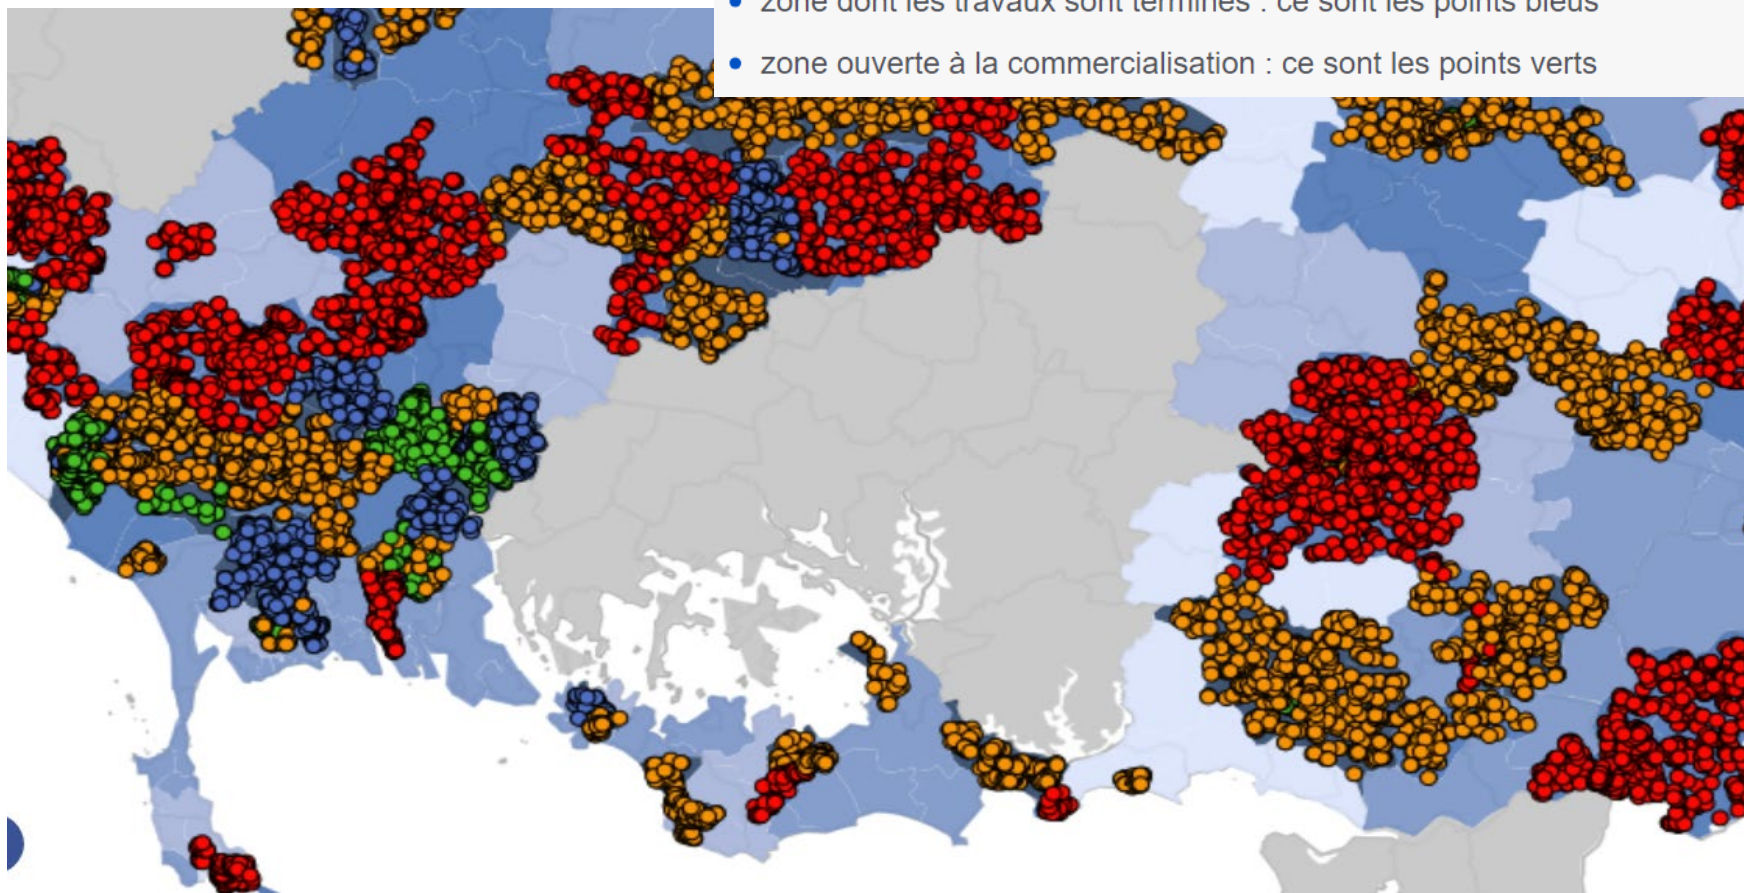 zone dont les travaux sont terminés : ce sont les points bleus
zone ouverte à la commercialisation : ce sont les points verts